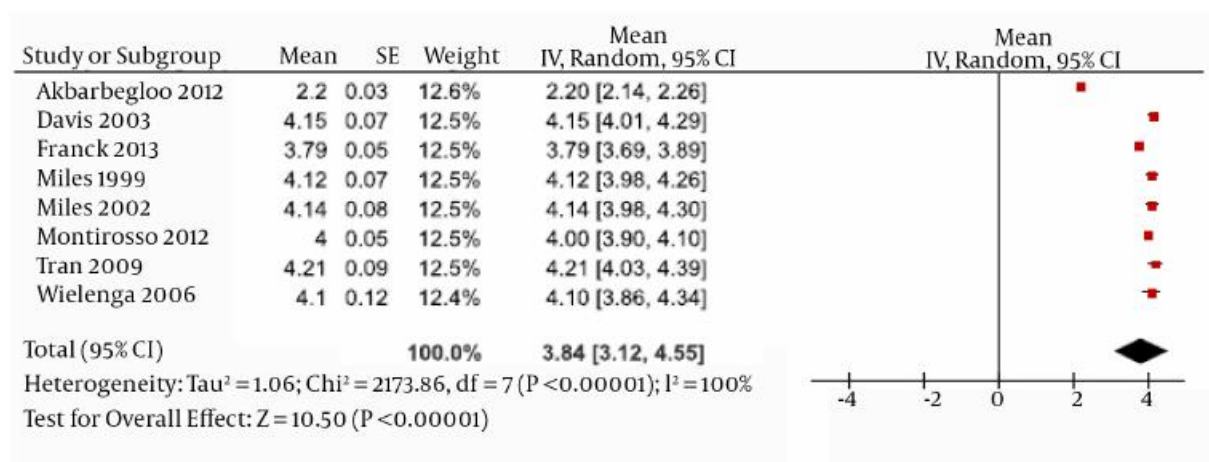 Mean Mean
Study or Subgroup Mean SE Weight IV, Random, 95% CI IV, Random, 95% CI
Akbarbegloo 2012 2.2 0.03 12.6% 2.20 [2.14, 2.26]
Davis 2003 4.15 0.07 12.5% 4.15 [4.01, 4.29]
Franck 2013 3.79 0.05 12.5% 3.79 [3.69, 3.89]
Miles 1999 4.12 0.07 12.5% 4.12 [3.98, 4.26]
Miles 2002 4.14 0.08 12.5% 4.14 [3.98, 4.30]
Montirosso 2012 4 0.05 12.5% 4.00 [3.90, 4.10]
Tran 2009 4.21 0.09 12.5% 4.21 [4.03, 4.39]
Wielenga 2006 4.1 0.12 12.4% 4.10 [3.86, 4.34]
Total (95% CI) 100.0% 3.84 [3.12, 4.55]
Heterogeneity: Tau² = 1.06; Chi² = 2173.86, df = 7 (P <0.00001); I² = 100%
-4 -2 0 2 4
Test for Overall Effect: Z = 10.50 (P <0.00001)